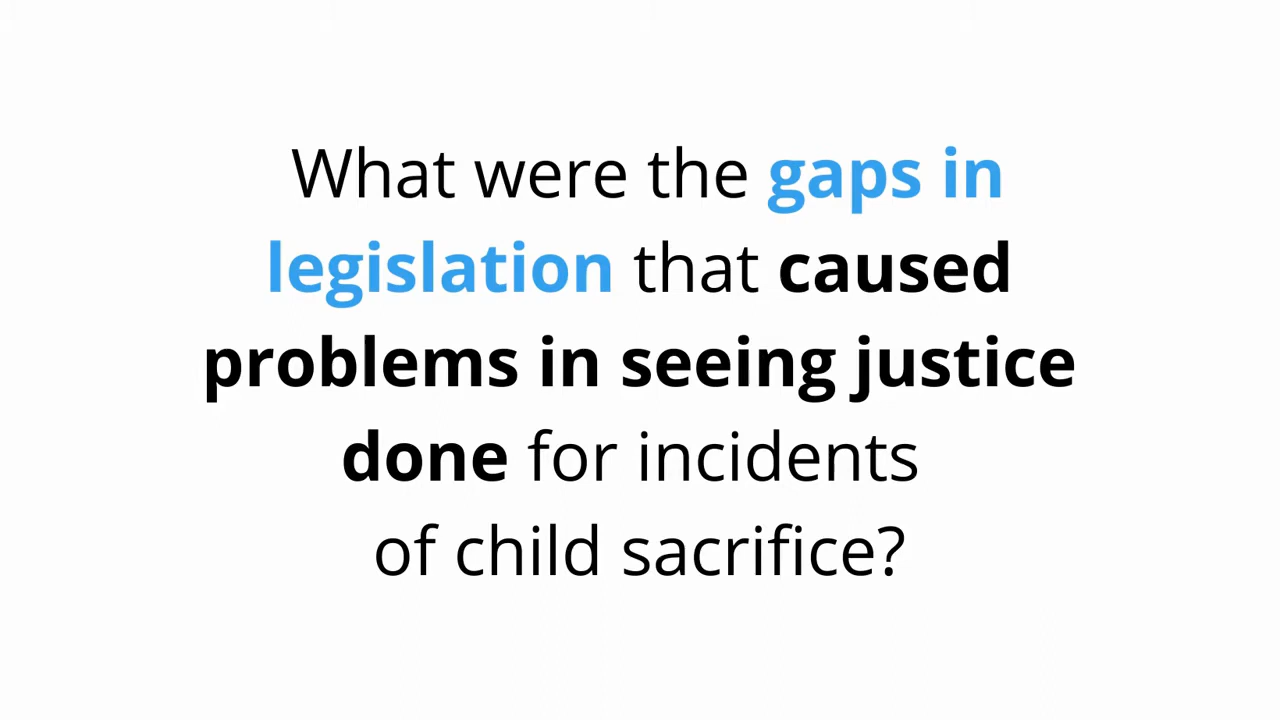 What were the gaps in
legislation that caused
problems in seeing justice
done for incidents
of child sacrifice?